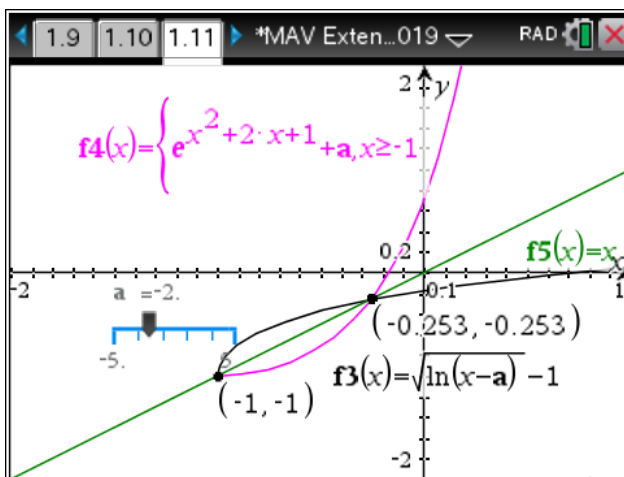 1.9 1.10 1.11 *MAV Exten...019 RAD
2 y
f4(x)={e^x^2+2·x+1+a,x≥-1
0.2 f5(x)=x
-2 0.1 1 x
a =-2.
(-0.253, -0.253)
-5. 5
f3(x)=√ln(x-a) -1
(-1, -1)
-2